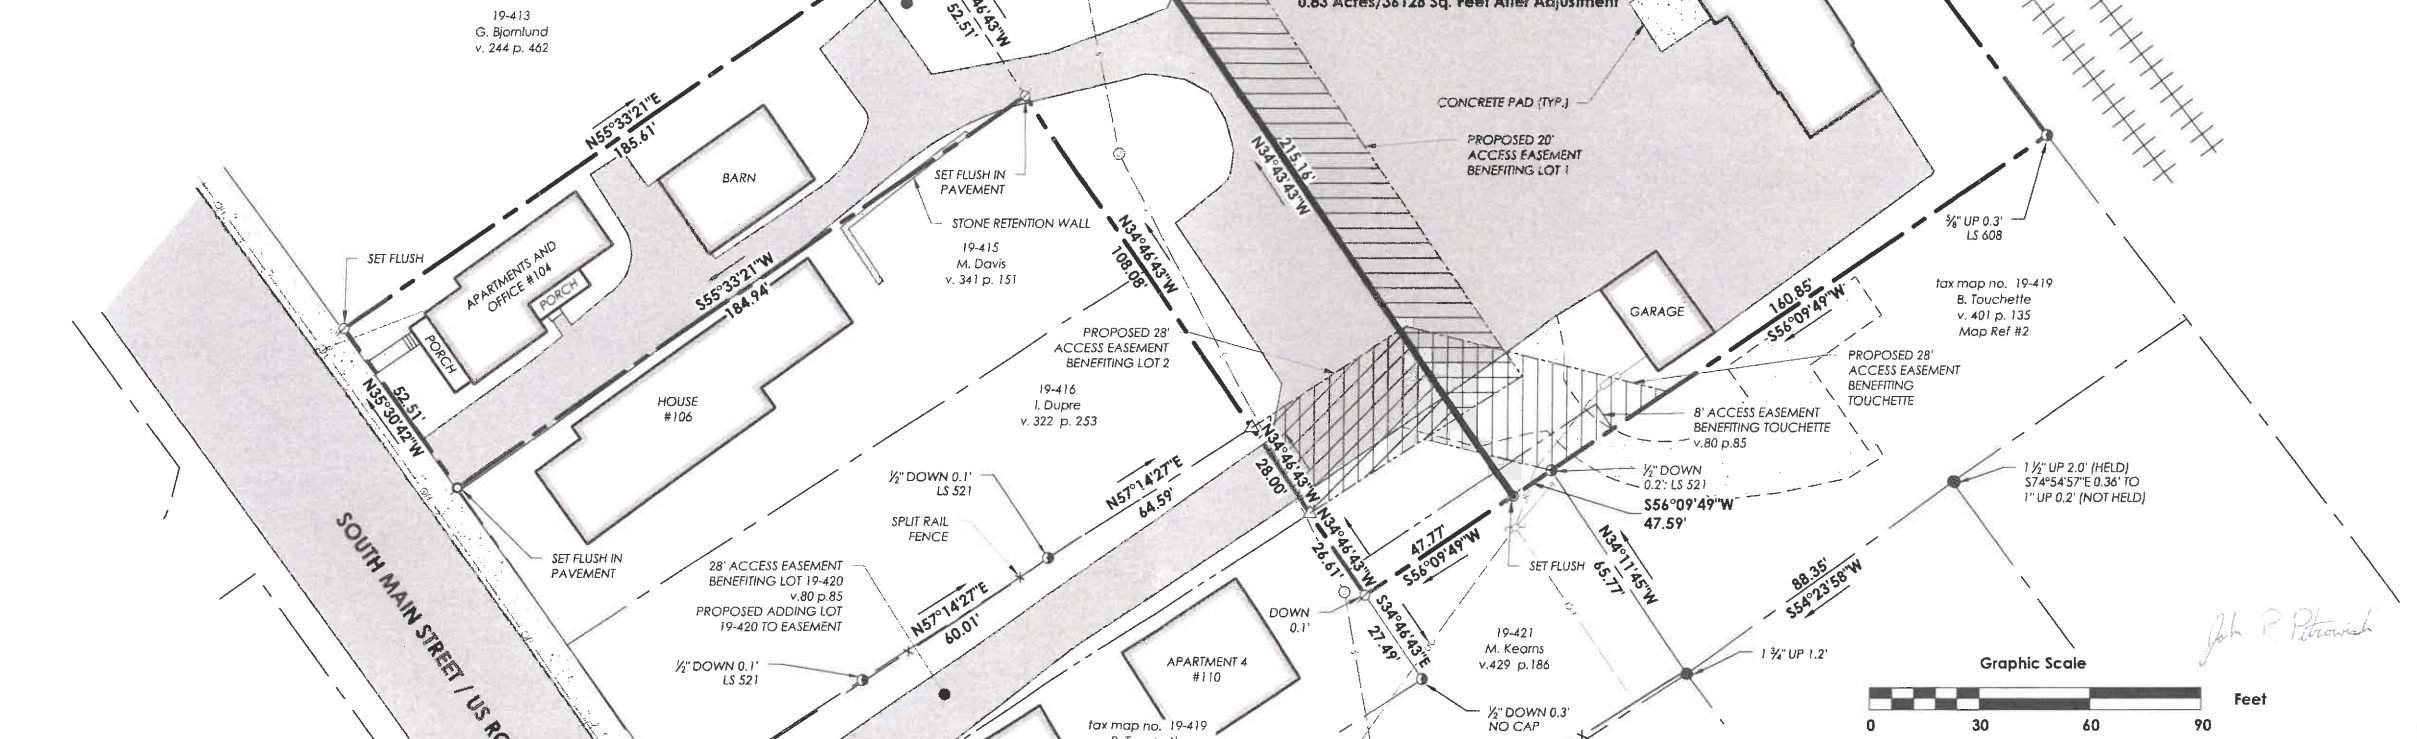 0.83 Acres/36128 Sq. Feet After Adjustment
19-413
G. Bjornlund
v. 244 p. 462
46'43"W
52.51'
N55°33'21"E
185.61'
BARN
SET FLUSH IN
PAVEMENT
STONE RETENTION WALL
19-415
M. Davis
v. 341 p. 151
CONCRETE PAD (TYP.)
PROPOSED 20'
ACCESS EASEMENT
BENEFITING LOT 1
215.16'
N34°43'43"W
N34°46'43"W
108.08'
5/8" UP 0.3'
LS 608
SET FLUSH
APARTMENTS AND
OFFICE #104
PORCH
PORCH
S55°33'21"W
184.94'
GARAGE
160.85'
S56°09'49"W
tax map no. 19-419
B. Touchette
v. 401 p. 135
Map Ref #2
PROPOSED 28'
ACCESS EASEMENT
BENEFITING LOT 2
PROPOSED 28'
ACCESS EASEMENT
BENEFITING
TOUCHETTE
52.51'
N35°30'42"W
HOUSE
#106
19-416
I. Dupre
v. 322 p. 253
8' ACCESS EASEMENT
BENEFITING TOUCHETTE
v.80 p.85
N34°46'43"W
28.00'
½" DOWN 0.1'
LS 521
N57°14'27"E
64.59'
½" DOWN
0.2'; LS 521
S56°09'49"W
47.59'
1 ½" UP 2.0' (HELD)
S74°54'57"E 0.36' TO
1" UP 0.2' (NOT HELD)
SPLIT RAIL
FENCE
N34°46'43"W
26.61'
47.77'
S56°09'49"W
SET FLUSH
N34°11'45"W
65.77'
SET FLUSH IN
PAVEMENT
28' ACCESS EASEMENT
BENEFITING LOT 19-420
v.80 p.85
PROPOSED ADDING LOT
19-420 TO EASEMENT
N57°14'27"E
60.01'
88.35'
S54°23'58"W
DOWN
0.1'
S34°46'43"E
27.49'
19-421
M. Kearns
v.429 p.186
John P Petrowish
½" DOWN 0.1'
LS 521
APARTMENT 4
#110
1 ¾" UP 1.2'
SOUTH MAIN STREET / US RO
½" DOWN 0.3'
NO CAP
tax map no. 19-419
Graphic Scale
Feet
0 30 60 90